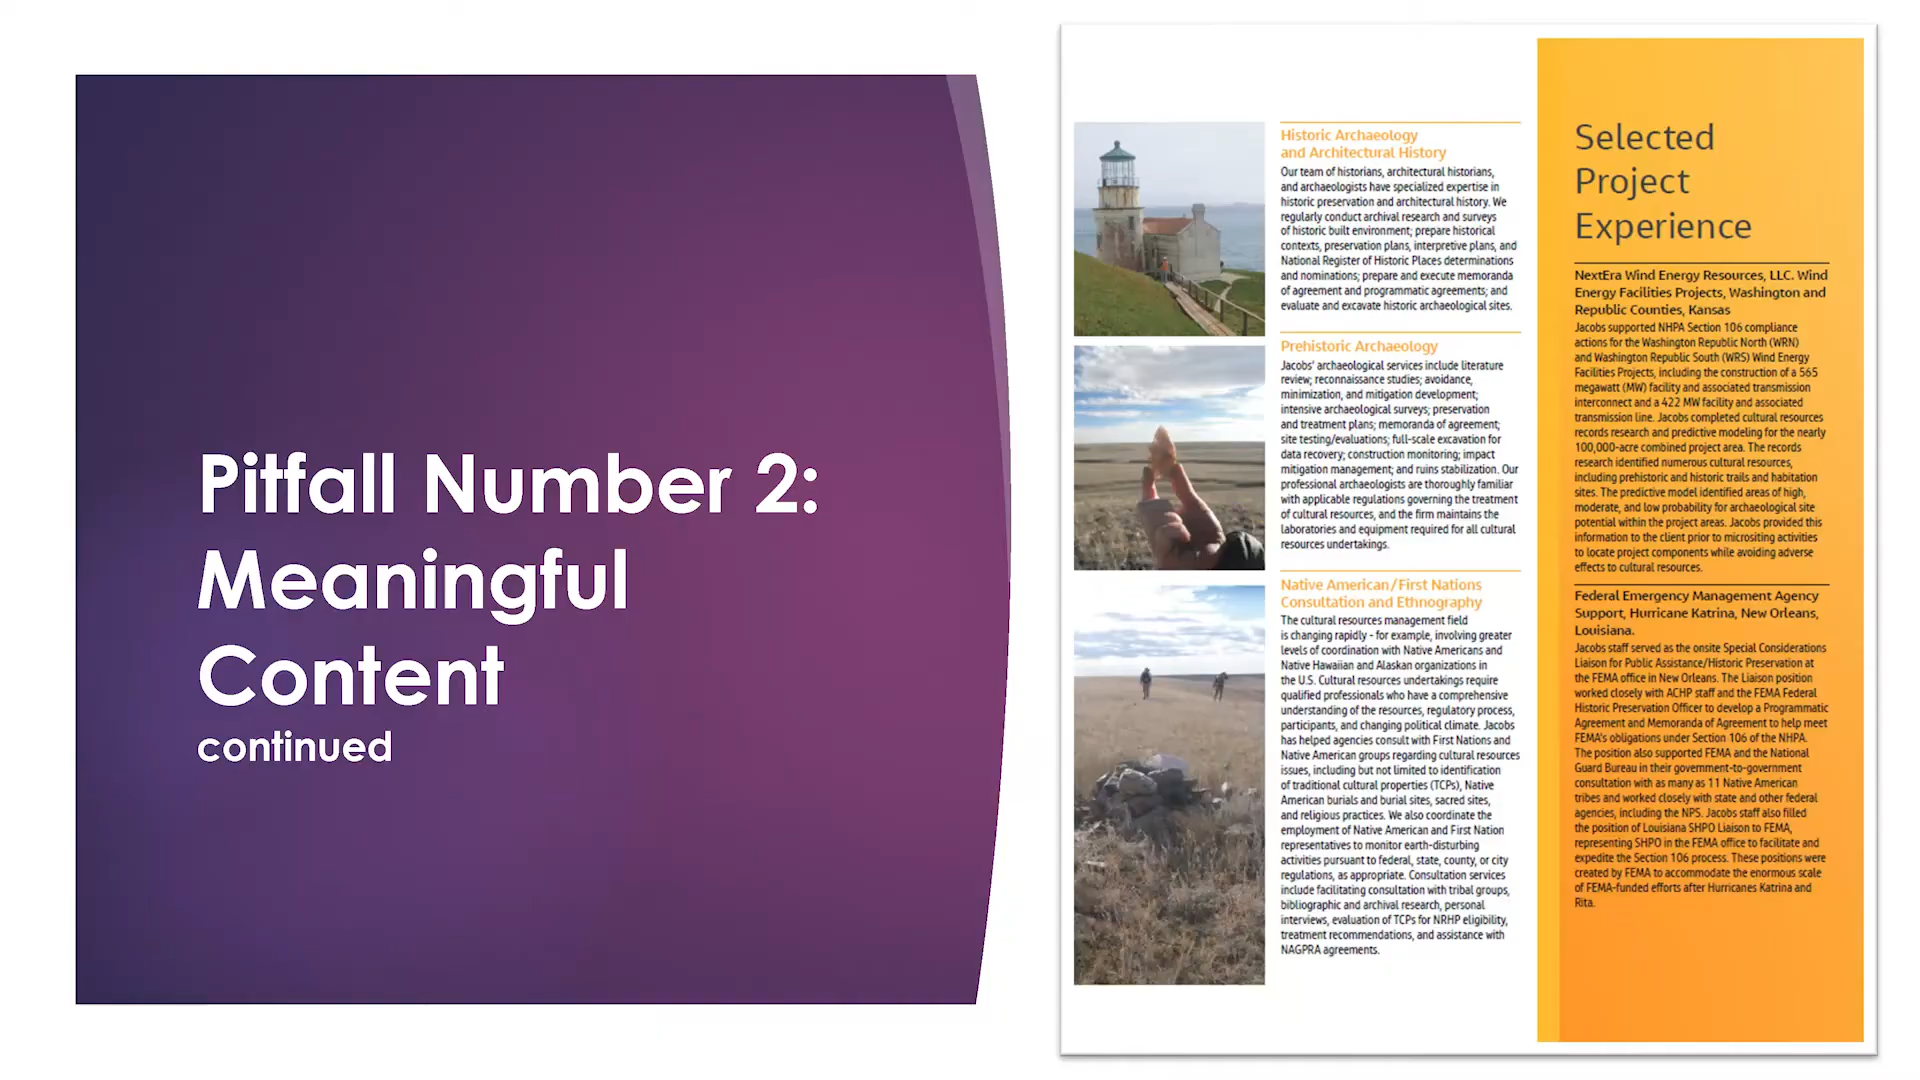 Pitfall Number 2:
Meaningful
Content
continued
Historic Archaeology
and Architectural History
Our team of historians, architectural historians,
and archaeologists have specialized expertise in
historic preservation and architectural history. We
regularly conduct archival research and surveys
of historic built environment; prepare historical
contexts, preservation plans, interpretive plans, and
National Register of Historic Places determinations
and nominations; prepare and execute memoranda
of agreement and programmatic agreements; and
evaluate and excavate historic archaeological sites.
Prehistoric Archaeology
Jacobs' archaeological services include literature
review; reconnaissance studies; avoidance,
minimization, and mitigation development;
intensive archaeological surveys; preservation
and treatment plans; memoranda of agreement;
site testing/evaluations; full-scale excavation for
data recovery; construction monitoring; impact
mitigation management; and ruins stabilization. Our
professional archaeologists are thoroughly familiar
with applicable regulations governing the treatment
of cultural resources, and the firm maintains the
laboratories and equipment required for all cultural
resources undertakings.
Native American/First Nations
Consultation and Ethnography
The cultural resources management field
is changing rapidly - for example, involving greater
levels of coordination with Native Americans and
Native Hawaiian and Alaskan organizations in
the U.S. Cultural resources undertakings require
qualified professionals who have a comprehensive
understanding of the resources, regulatory process,
participants, and changing political climate. Jacobs
has helped agencies consult with First Nations and
Native American groups regarding cultural resources
issues, including but not limited to identification
of traditional cultural properties (TCPs), Native
American burials and burial sites, sacred sites,
and religious practices. We also coordinate the
employment of Native American and First Nation
representatives to monitor earth-disturbing
activities pursuant to federal, state, county, or city
regulations, as appropriate. Consultation services
include facilitating consultation with tribal groups,
bibliographic and archival research, personal
interviews, evaluation of TCPs for NRHP eligibility,
treatment recommendations, and assistance with
NAGPRA agreements.
Selected
Project
Experience
NextEra Wind Energy Resources, LLC. Wind
Energy Facilities Projects, Washington and
Republic Counties, Kansas
Jacobs supported NHPA Section 106 compliance
actions for the Washington Republic North (WRN)
and Washington Republic South (WRS) Wind Energy
Facilities Projects, including the construction of a 565
megawatt (MW) facility and associated transmission
interconnect and a 422 MW facility and associated
transmission line. Jacobs completed cultural resources
records research and predictive modeling for the nearly
100,000-acre combined project area. The records
research identified numerous cultural resources,
including prehistoric and historic trails and habitation
sites. The predictive model identified areas of high,
moderate, and low probability for archaeological site
potential within the project areas. Jacobs provided this
information to the client prior to micrositing activities
to locate project components while avoiding adverse
effects to cultural resources.
Federal Emergency Management Agency
Support, Hurricane Katrina, New Orleans,
Louisiana.
Jacobs staff served as the onsite Special Considerations
Liaison for Public Assistance/Historic Preservation at
the FEMA office in New Orleans. The Liaison position
worked closely with ACHP staff and the FEMA Federal
Historic Preservation Officer to develop a Programmatic
Agreement and Memoranda of Agreement to help meet
FEMA's obligations under Section 106 of the NHPA.
The position also supported FEMA and the National
Guard Bureau in their government-to-government
consultation with as many as 11 Native American
tribes and worked closely with state and other federal
agencies, including the NPS. Jacobs staff also filled
the position of Louisiana SHPO Liaison to FEMA,
representing SHPO in the FEMA office to facilitate and
expedite the Section 106 process. These positions were
created by FEMA to accommodate the enormous scale
of FEMA-funded efforts after Hurricanes Katrina and
Rita.